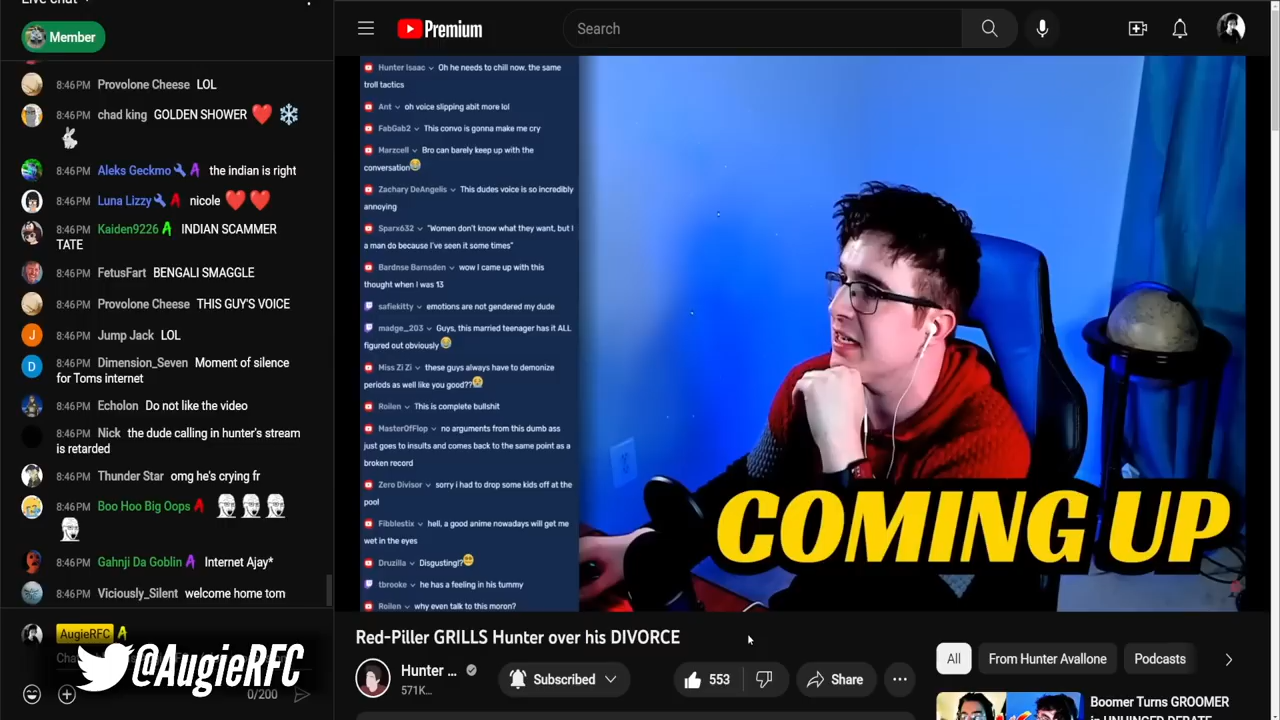 Live chat
Member
8:46 PM Provolone Cheese LOL
8:46 PM chad king GOLDEN SHOWER
8:46 PM Aleks Geckmo the indian is right
8:46 PM Luna Lizzy nicole
8:46 PM Kaiden9226 INDIAN SCAMMER
TATE
8:46 PM FetusFart BENGALI SMAGGLE
8:46 PM Provolone Cheese THIS GUY'S VOICE
J
8:46 PM Jump Jack LOL
D
8:46 PM Dimension_Seven Moment of silence
for Toms internet
8:46 PM Echolon Do not like the video
8:46 PM Nick the dude calling in hunter's stream
is retarded
8:46 PM Thunder Star omg he's crying fr
8:46 PM Boo Hoo Big Oops
8:46 PM Gahnji Da Goblin Internet Ajay*
8:46 PM Viciously_Silent welcome home tom
AugieRFC
@AugieRFC
0/200
Premium
Search
Hunter Isaac Oh he needs to chill now. the same
troll tactics
Ant oh voice slipping abit more lol
FabGab2 This convo is gonna make me cry
Marzcell Bro can barely keep up with the
conversation
Zachary DeAngelis This dudes voice is so incredibly
annoying
Sparx632 "Women don't know what they want, but I
a man do because I've seen it some times"
Bardnse Barnsden wow I came up with this
thought when I was 13
safiekitty emotions are not gendered my dude
madge_203 Guys, this married teenager has it ALL
figured out obviously
Miss Zi Zi these guys always have to demonize
periods as well like you good??
Roilen This is complete bullshit
MasterOfFlop no arguments from this dumb ass
just goes to insults and comes back to the same point as a
broken record
Zero Divisor sorry i had to drop some kids off at the
pool
Fibblestix hell, a good anime nowadays will get me
wet in the eyes
Druzilla Disgusting!?
tbrooke he has a feeling in his tummy
Roilen why even talk to this moron?
COMING UP
Red-Piller GRILLS Hunter over his DIVORCE
Hunter ...
571K...
Subscribed
553
Share
All
From Hunter Avallone
Podcasts
Boomer Turns GROOMER
in UNHINGED DEBATE